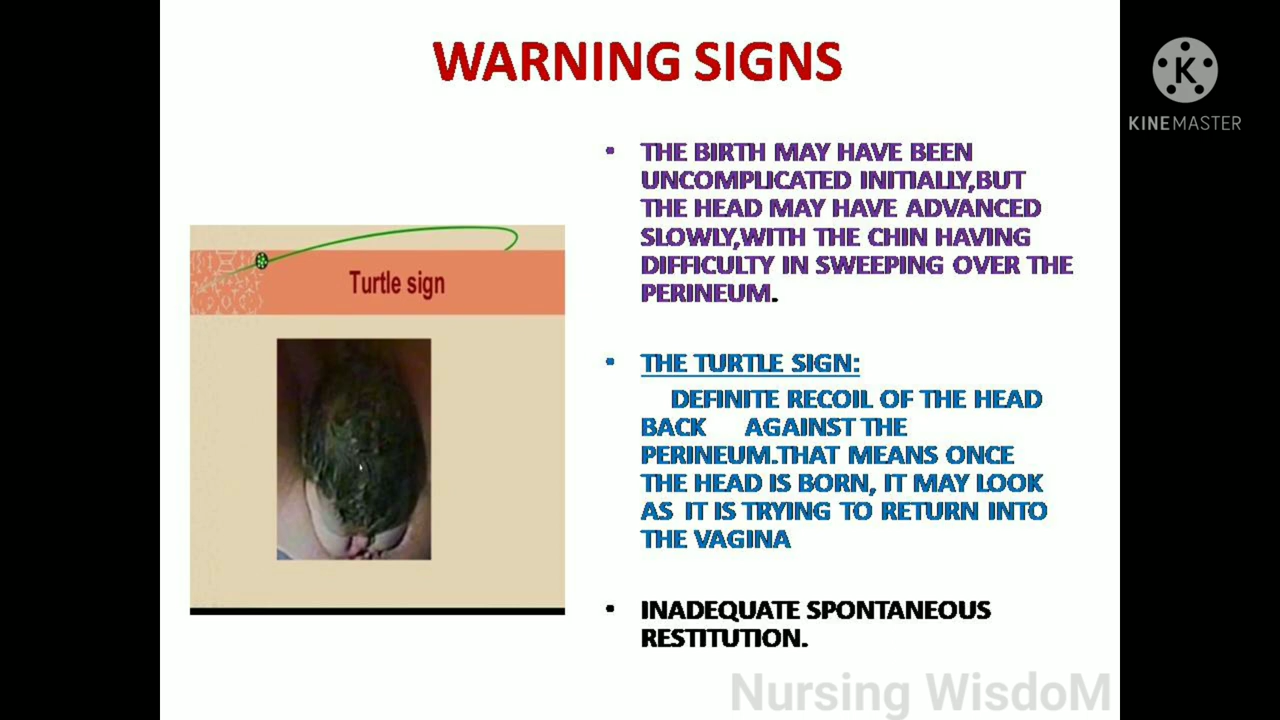 WARNING SIGNS
K
KINEMASTER
• THE BIRTH MAY HAVE BEEN
UNCOMPLICATED INITIALLY,BUT
THE HEAD MAY HAVE ADVANCED
SLOWLY,WITH THE CHIN HAVING
DIFFICULTY IN SWEEPING OVER THE
PERINEUM.
Turtle sign
• THE TURTLE SIGN:
DEFINITE RECOIL OF THE HEAD
BACK AGAINST THE
PERINEUM.THAT MEANS ONCE
THE HEAD IS BORN, IT MAY LOOK
AS IT IS TRYING TO RETURN INTO
THE VAGINA
• INADEQUATE SPONTANEOUS
RESTITUTION.
Nursing WisdoM